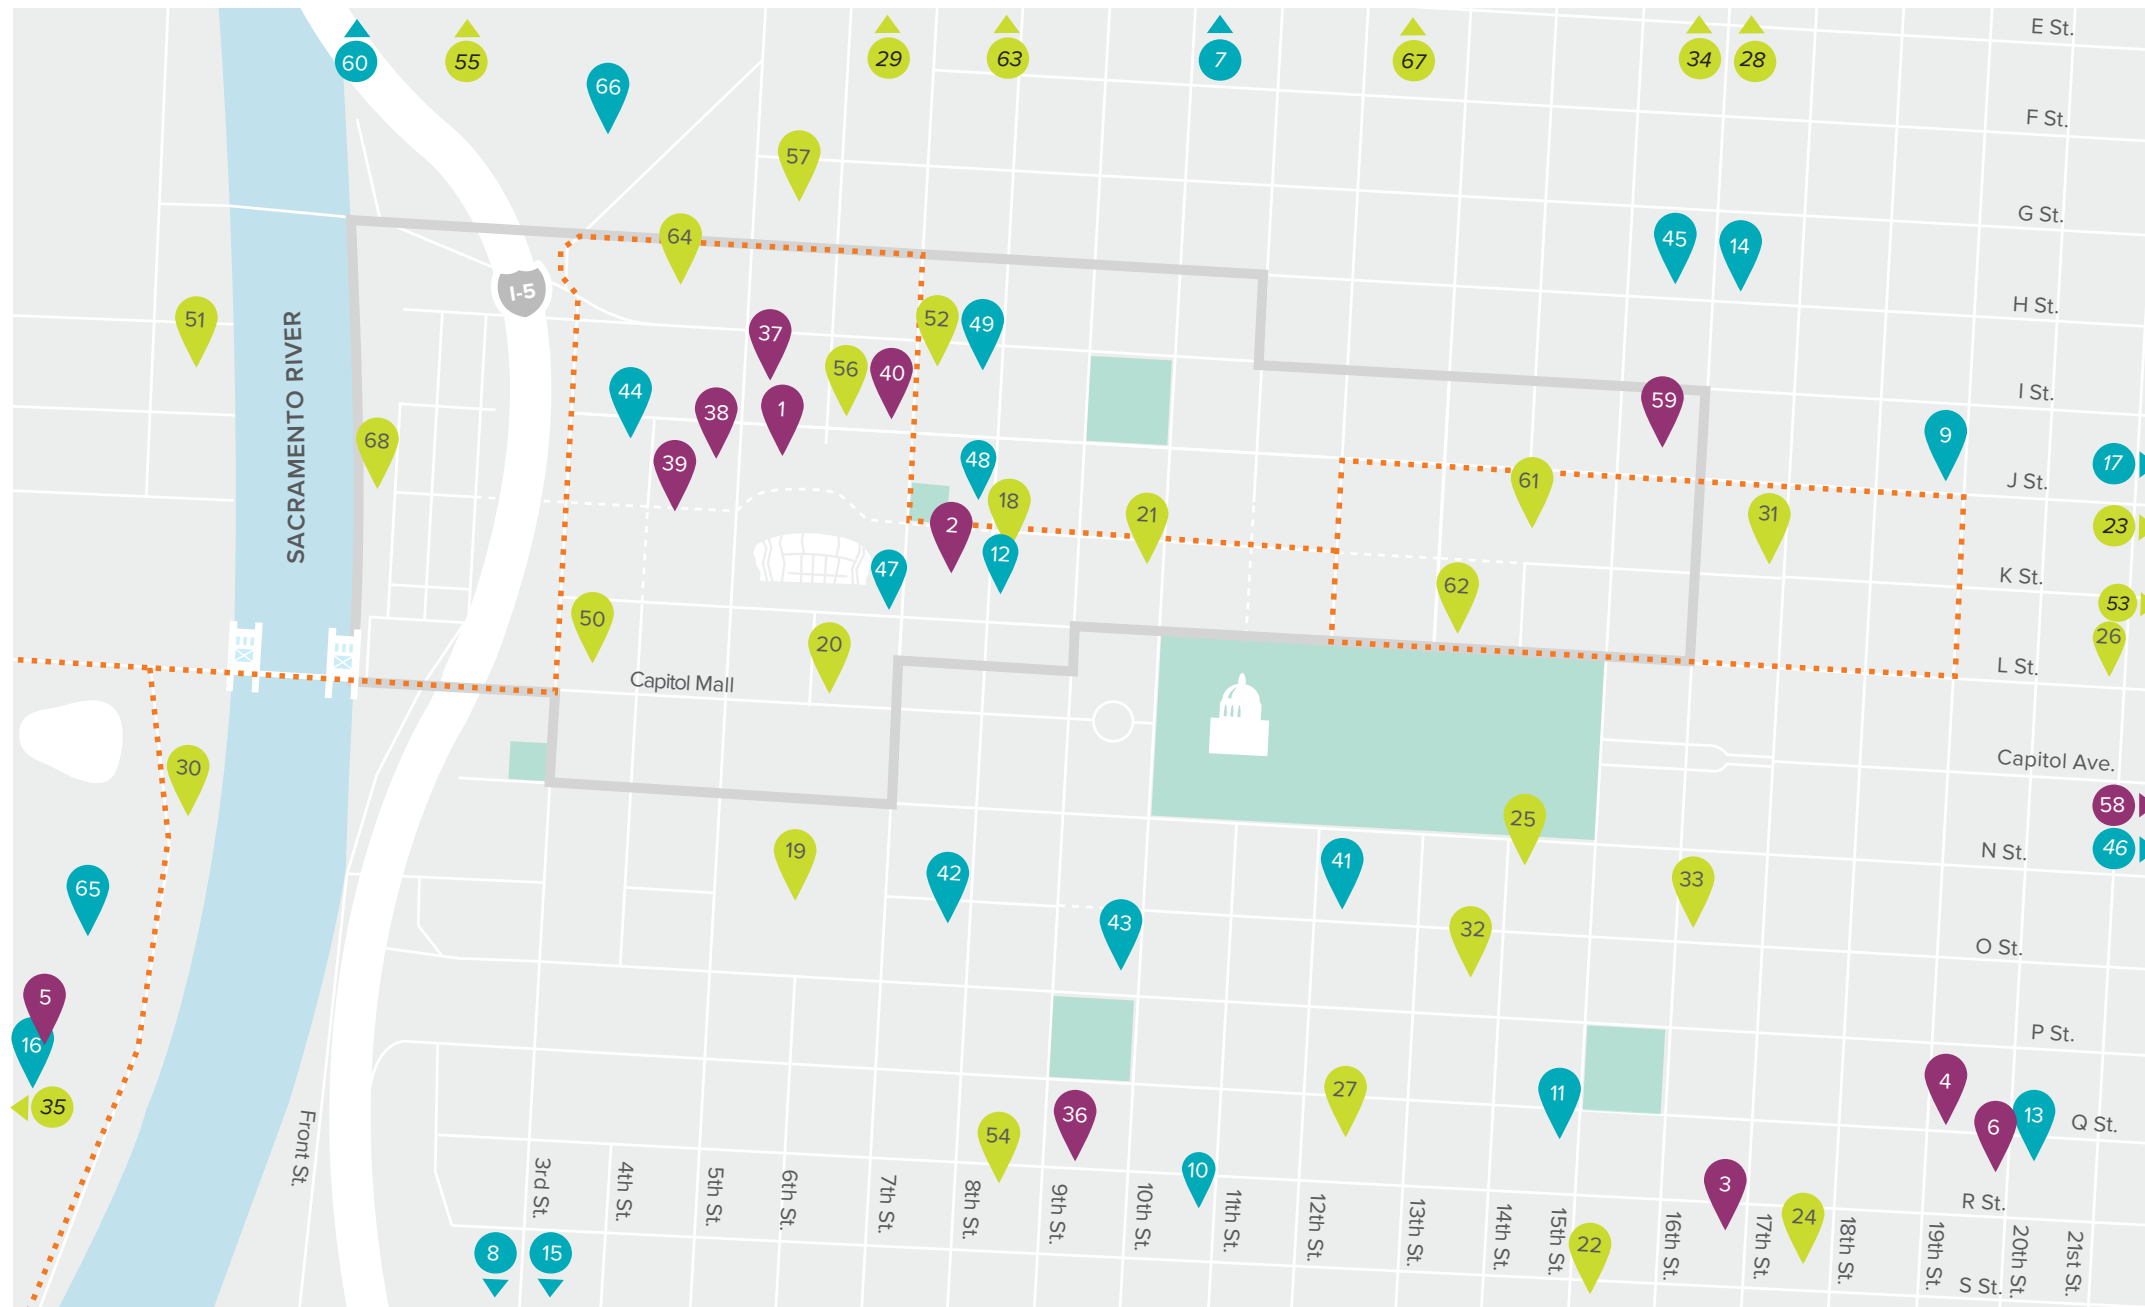 E St.
60
55
29
63
7
67
34
28
66
F St.
57
G St.
64
45
14
I-5
H St.
51
37
52
49
56
40
44
38
1
59
I St.
68
39
48
9
17
J St.
61
18
21
31
2
23
SACRAMENTO RIVER
12
47
62
K St.
53
50
20
26
L St.
Capitol Mall
30
Capitol Ave.
58
25
46
19
42
41
N St.
65
33
43
32
O St.
5
16
P St.
35
4
27
11
36
13
6
Q St.
54
Front St.
10
3
R St.
24
22
3rd St.
4th St.
5th St.
6th St.
7th St.
8th St.
9th St.
10th St.
11th St.
12th St.
13th St.
14th St.
15th St.
16th St.
17th St.
18th St.
19th St.
20th St.
21st St.
8
15
S St.